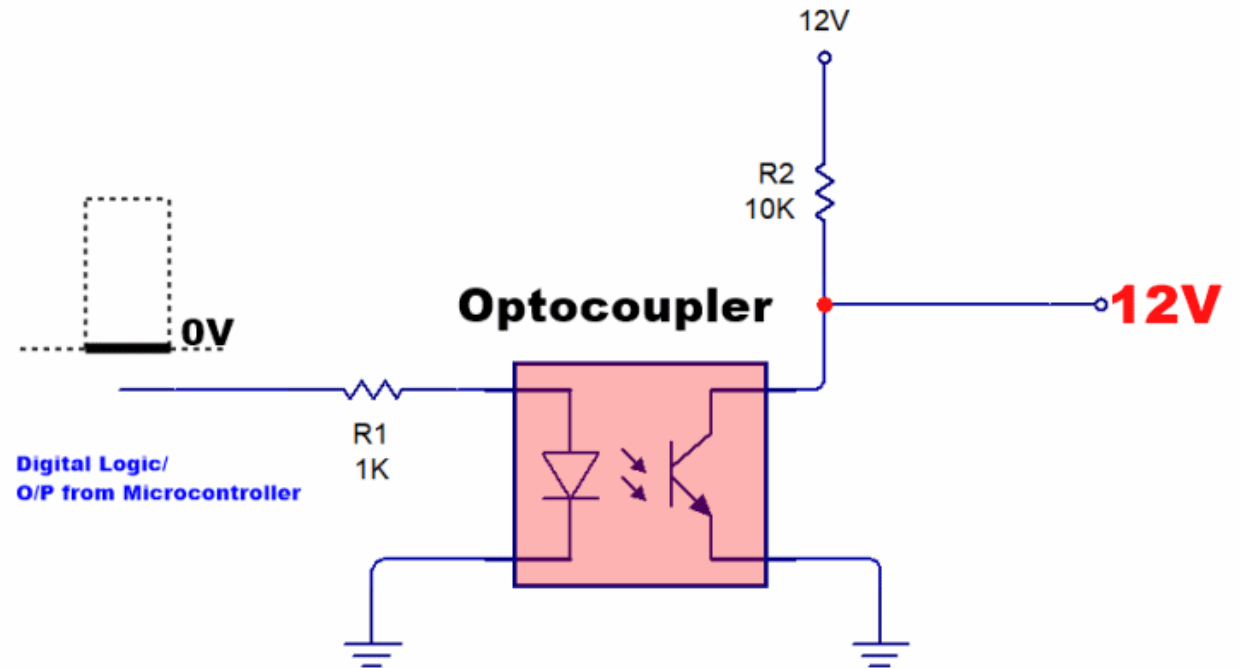 12V
R2
10K
Optocoupler
12V
0V
R1
1K
Digital Logic/
O/P from Microcontroller